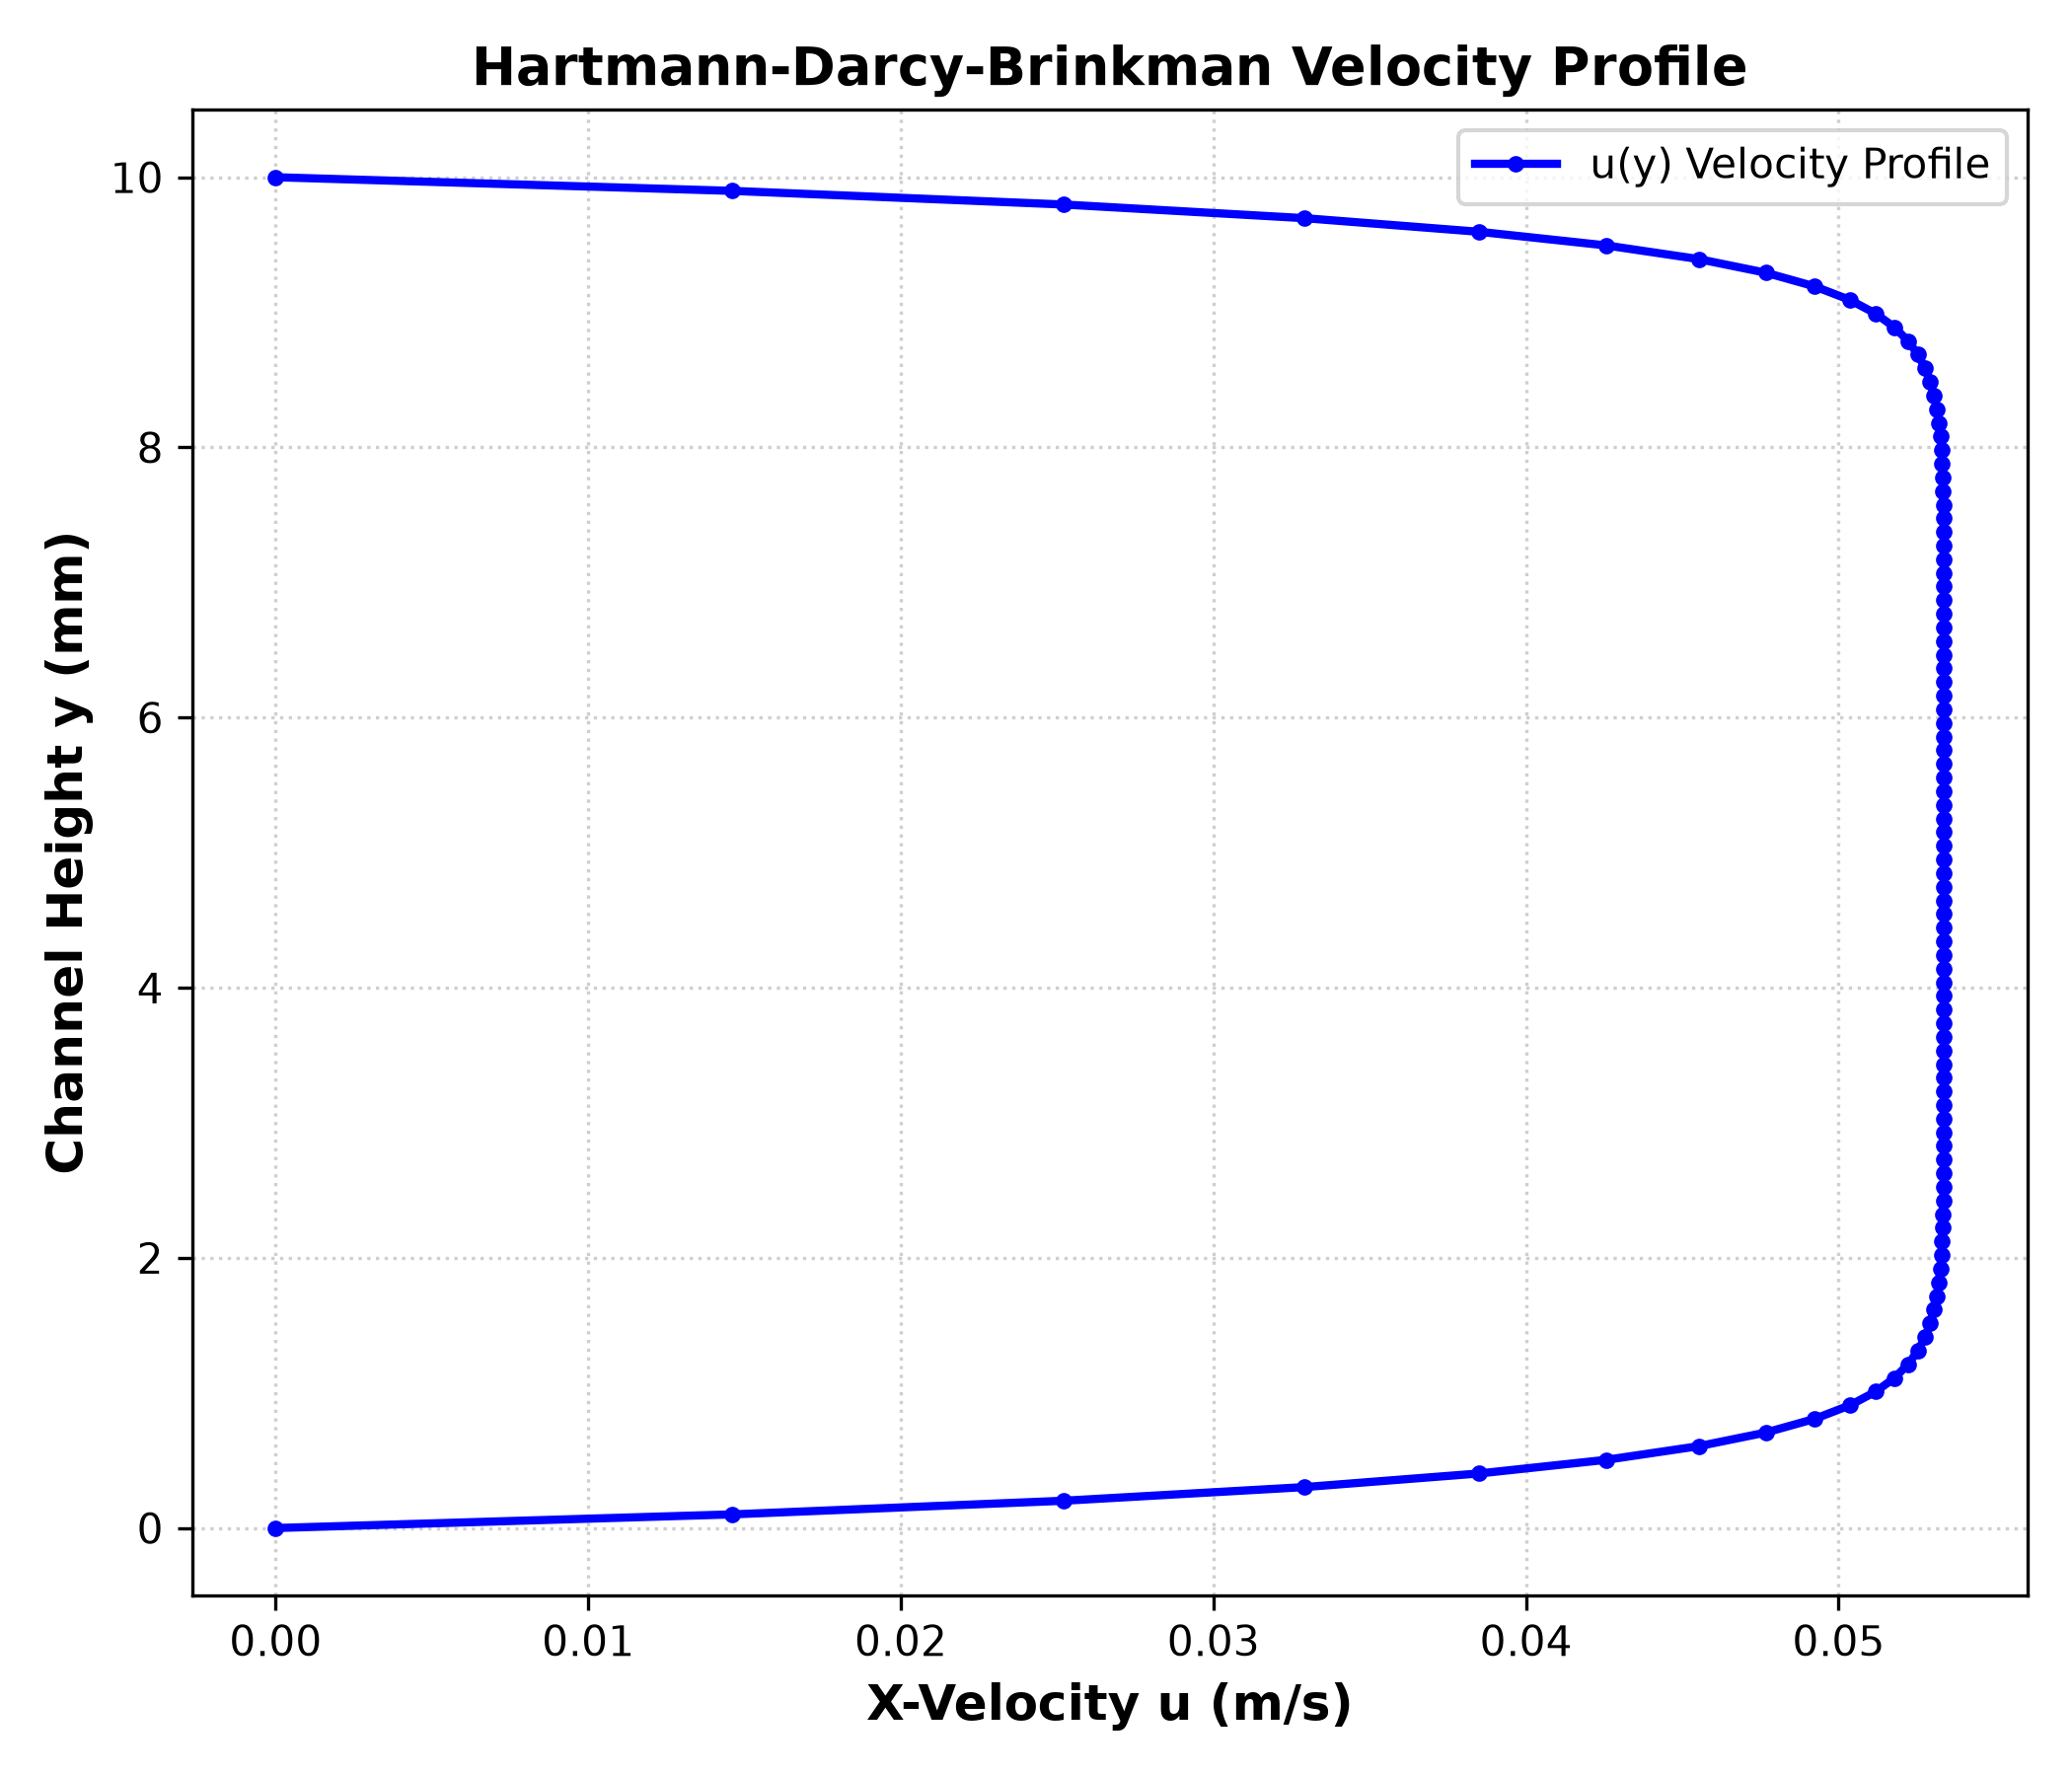 Hartmann-Darcy-Brinkman Velocity Profile
u(y) Velocity Profile
10
8
6
4
2
0
Channel Height y (mm)
0.00 0.01 0.02 0.03 0.04 0.05
X-Velocity u (m/s)